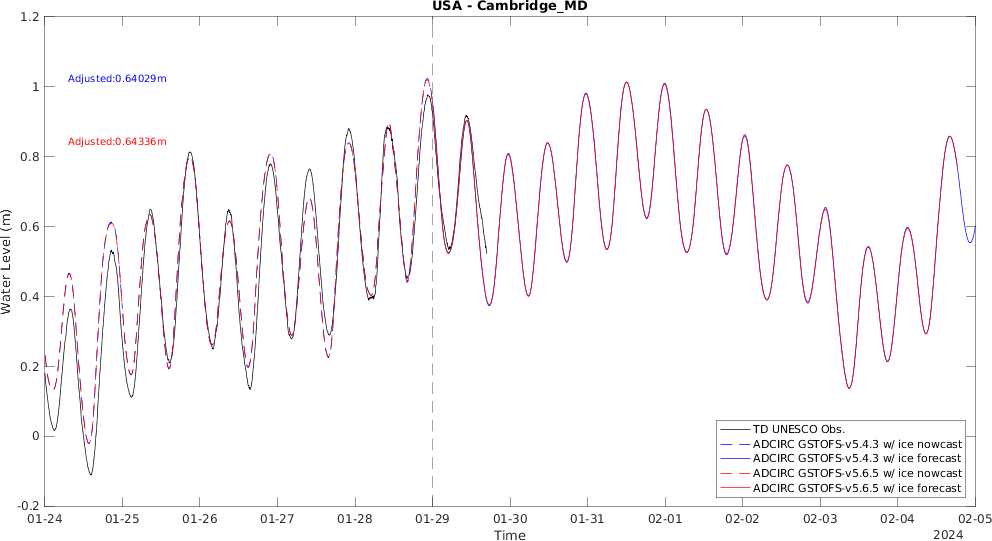 USA - Cambridge_MD
1.2
1
0.8
0.6
0.4
0.2
0
-0.2
Water Level (m)
Adjusted:0.64029m
Adjusted:0.64336m
TD UNESCO Obs.
ADCIRC GSTOFS-v5.4.3 w/ ice nowcast
ADCIRC GSTOFS-v5.4.3 w/ ice forecast
ADCIRC GSTOFS-v5.6.5 w/ ice nowcast
ADCIRC GSTOFS-v5.6.5 w/ ice forecast
01-24 01-25 01-26 01-27 01-28 01-29 01-30 01-31 02-01 02-02 02-03 02-04 02-05
Time
2024